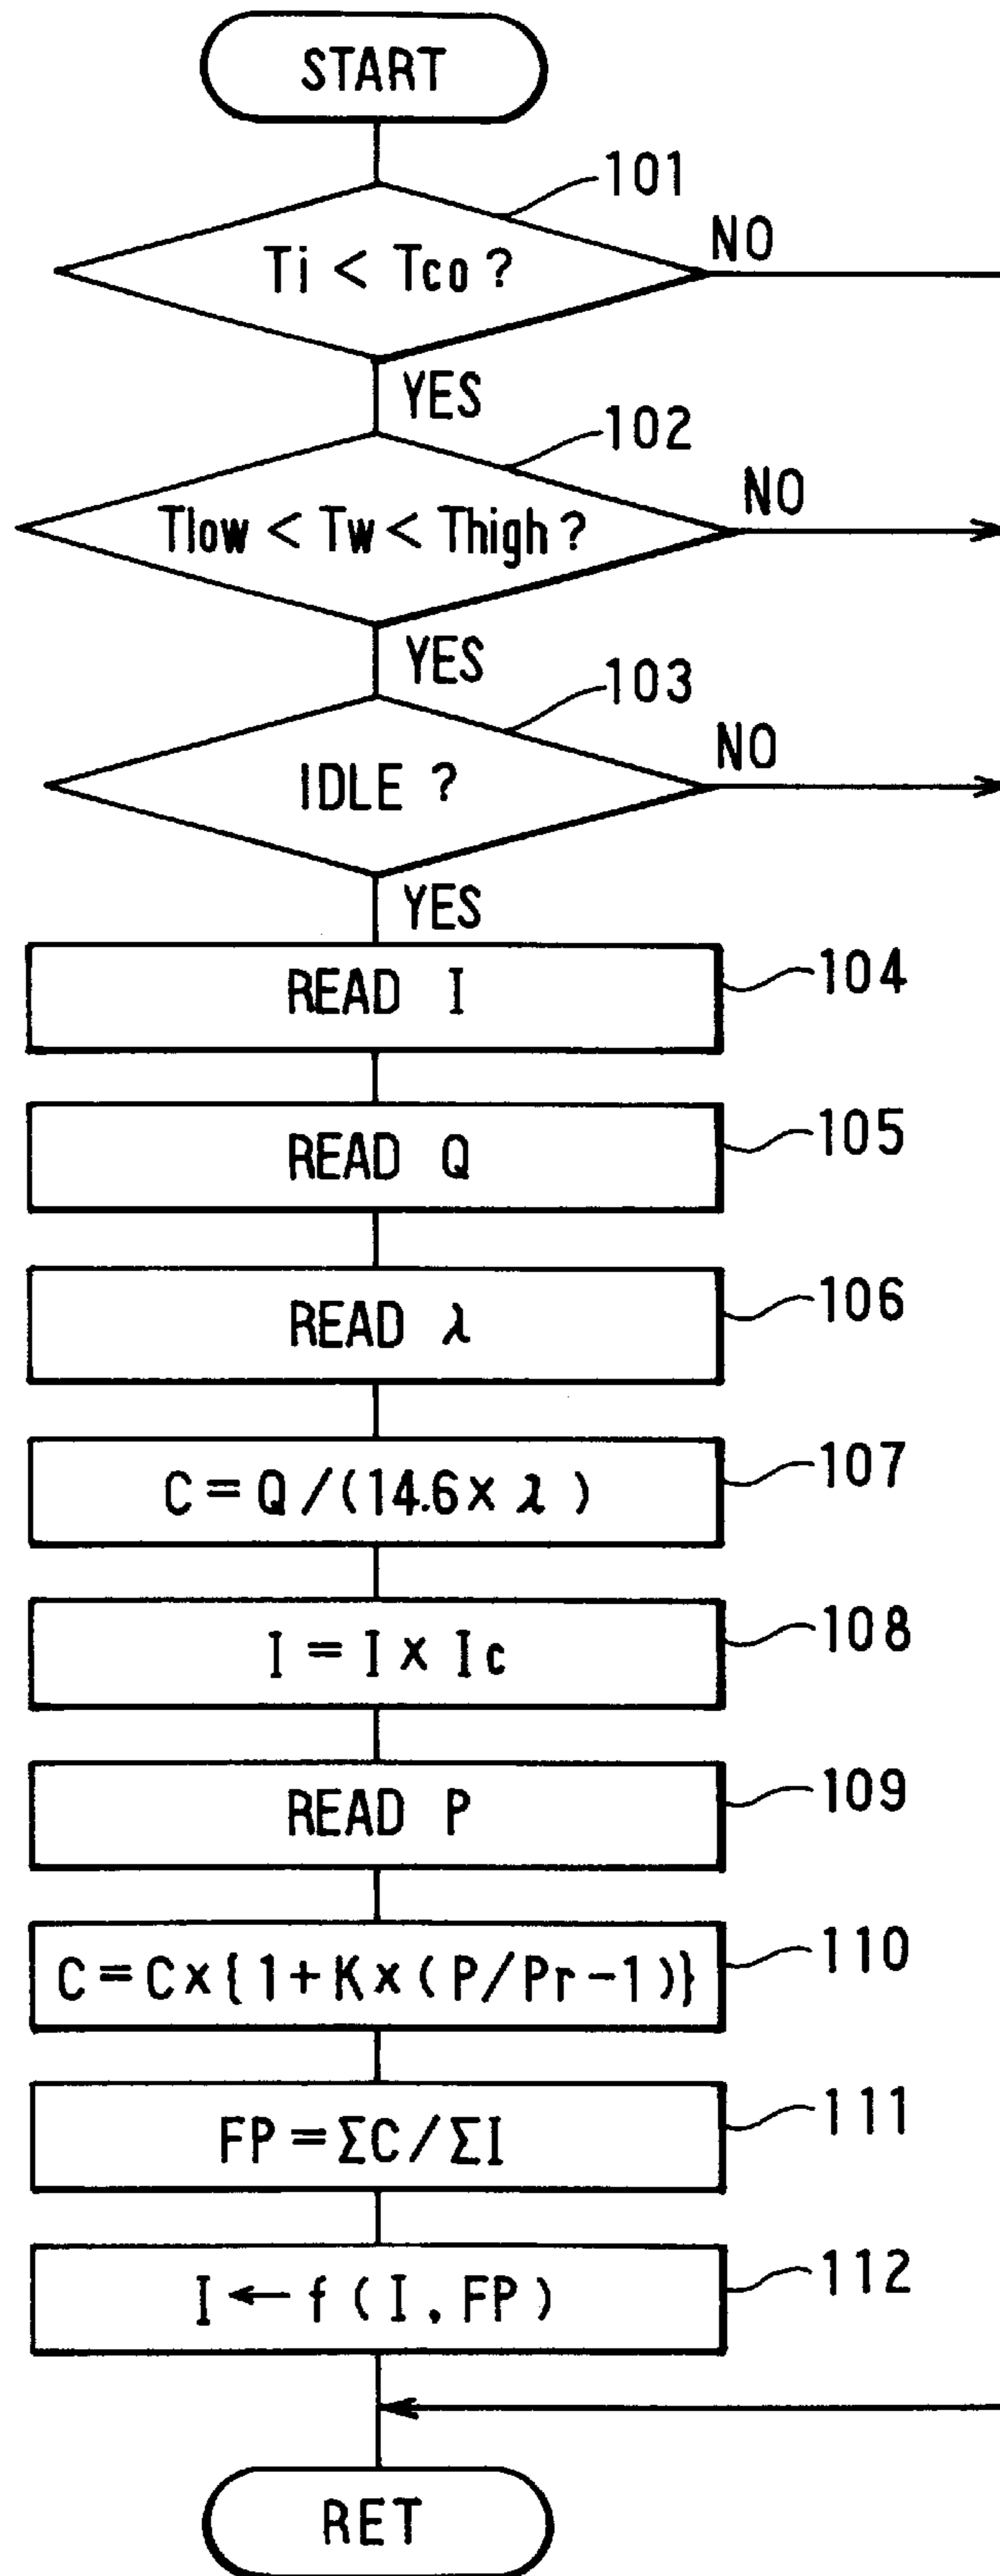 START
101
Ti < Tco ?
NO
YES
102
Tlow < Tw < Thigh ?
NO
YES
103
IDLE ?
NO
YES
READ I
104
READ Q
105
READ λ
106
C = Q / (14.6 × λ )
107
I = I × Ic
108
READ P
109
C = C × { 1 + K × ( P / Pr - 1 ) }
110
FP = ΣC / ΣI
111
I ← f ( I , FP )
112
RET